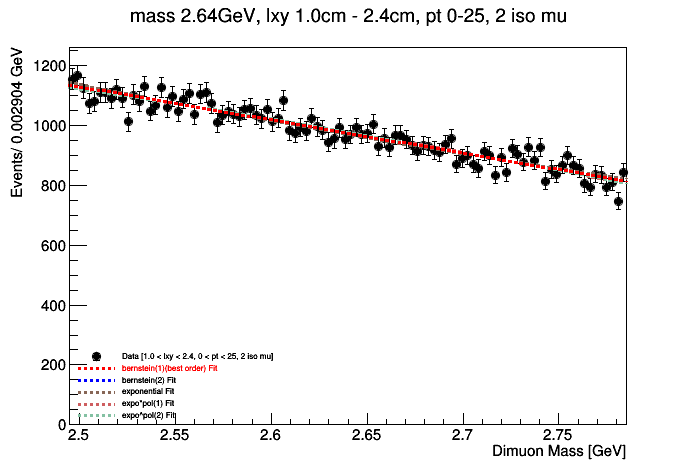 mass 2.64GeV, lxy 1.0cm - 2.4cm, pt 0-25, 2 iso mu
Events/ 0.002904 GeV
1200
1000
800
600
400
200
0
Data [1.0 < lxy < 2.4, 0 < pt < 25, 2 iso mu]
bernstein(1)(best order) Fit
bernstein(2) Fit
exponential Fit
expo*pol(1) Fit
expo*pol(2) Fit
2.5 2.55 2.6 2.65 2.7 2.75
Dimuon Mass [GeV]